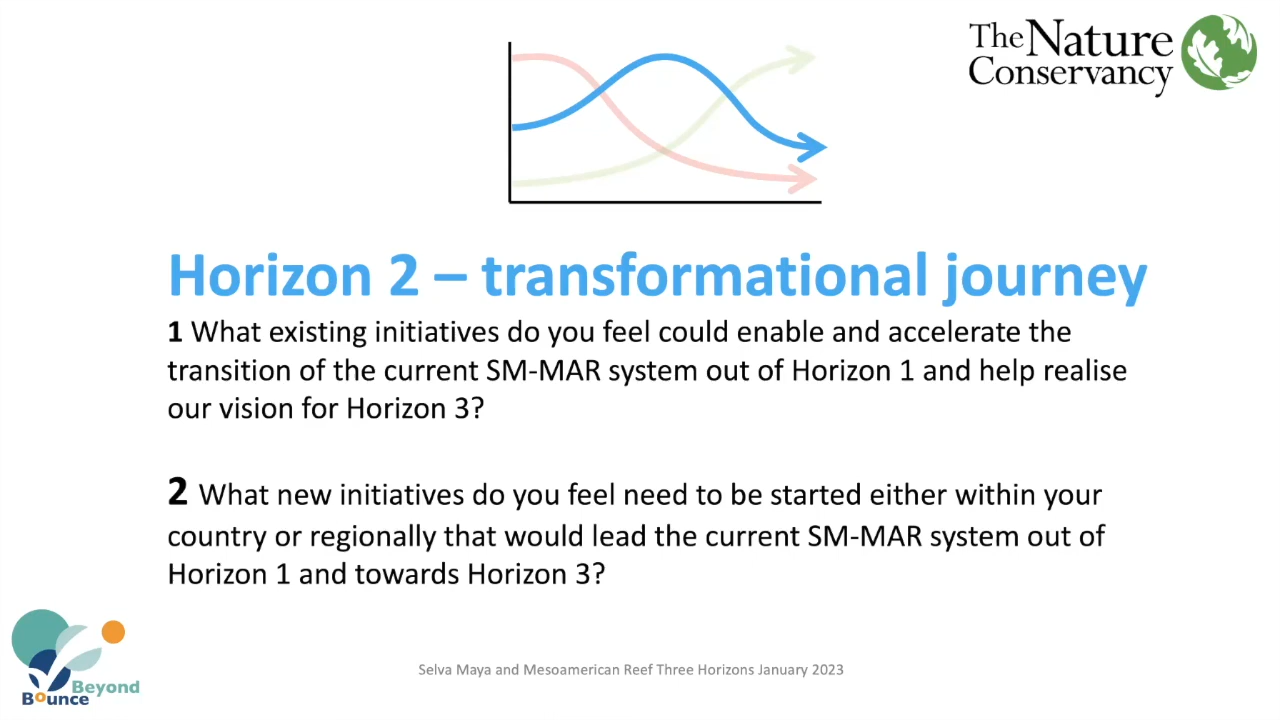 The Nature
Conservancy
Horizon 2 – transformational journey
1 What existing initiatives do you feel could enable and accelerate the
transition of the current SM-MAR system out of Horizon 1 and help realise
our vision for Horizon 3?
2 What new initiatives do you feel need to be started either within your
country or regionally that would lead the current SM-MAR system out of
Horizon 1 and towards Horizon 3?
Selva Maya and Mesoamerican Reef Three Horizons January 2023
Beyond
Bounce